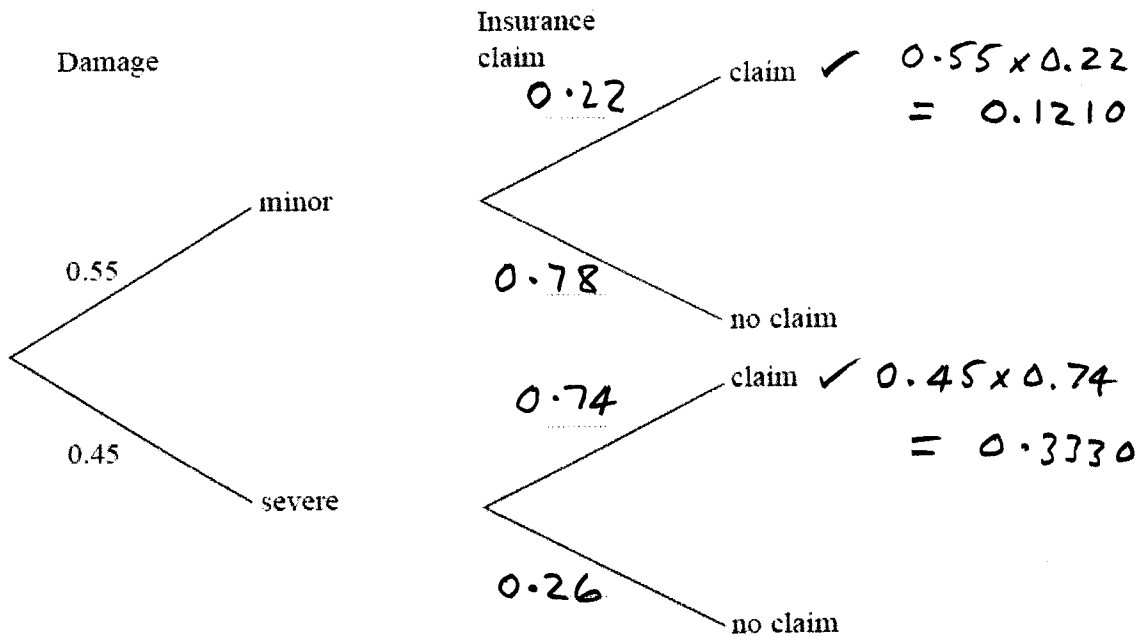 Damage
Insurance
claim
0.22
claim ✓ 0.55 x 0.22
= 0.1210
minor
0.55
0.78
no claim
claim ✓ 0.45 x 0.74
0.74
= 0.3330
0.45
severe
0.26
no claim